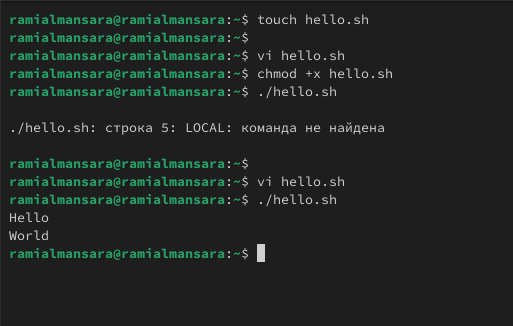 ramialmansara@ramialmansara:~$ touch hello.sh
ramialmansara@ramialmansara:~$
ramialmansara@ramialmansara:~$ vi hello.sh
ramialmansara@ramialmansara:~$ chmod +x hello.sh
ramialmansara@ramialmansara:~$ ./hello.sh
./hello.sh: строка 5: LOCAL: команда не найдена
ramialmansara@ramialmansara:~$
ramialmansara@ramialmansara:~$ vi hello.sh
ramialmansara@ramialmansara:~$ ./hello.sh
Hello
World
ramialmansara@ramialmansara:~$